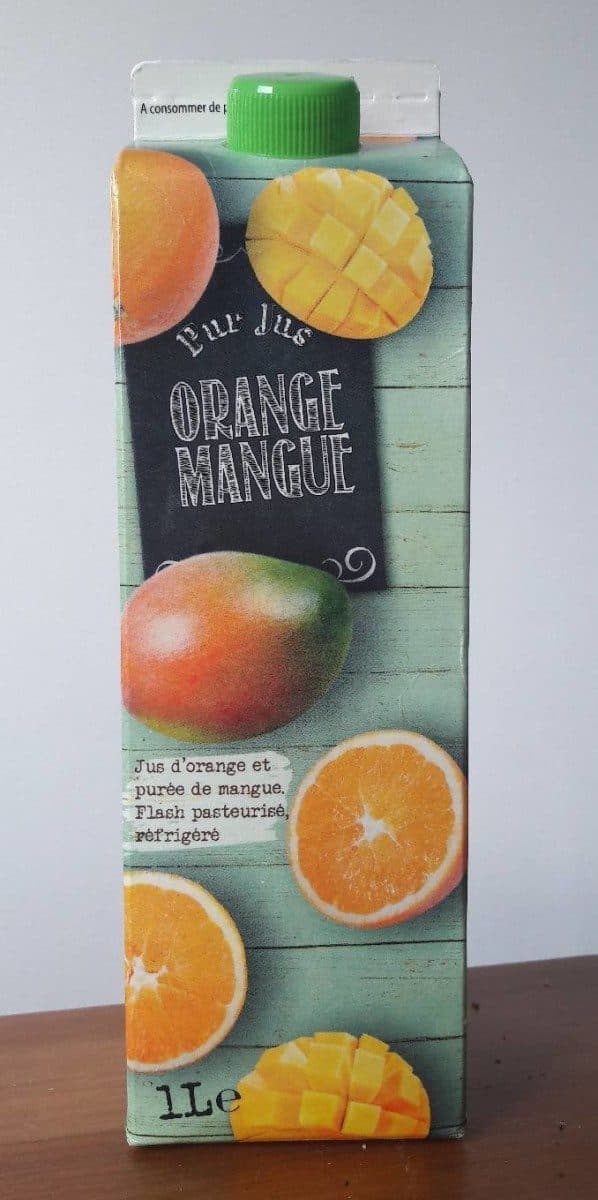 A consommer de
Pur Jus
ORANGE
MANGUE
Jus d'orange et
purée de mangue.
Flash pasteurisé,
réfrigéré
1Le